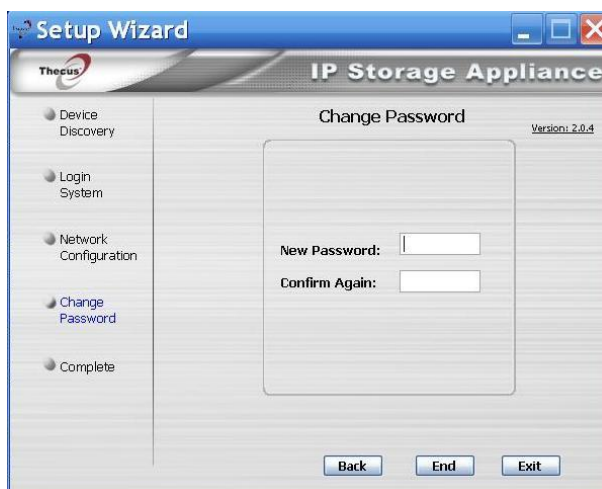 Setup Wizard
Thecus
IP Storage Appliance
Device
Discovery
Login
System
Network
Configuration
Change
Password
Complete
Change Password
Version: 2.0.4
New Password:
Confirm Again:
Back
End
Exit